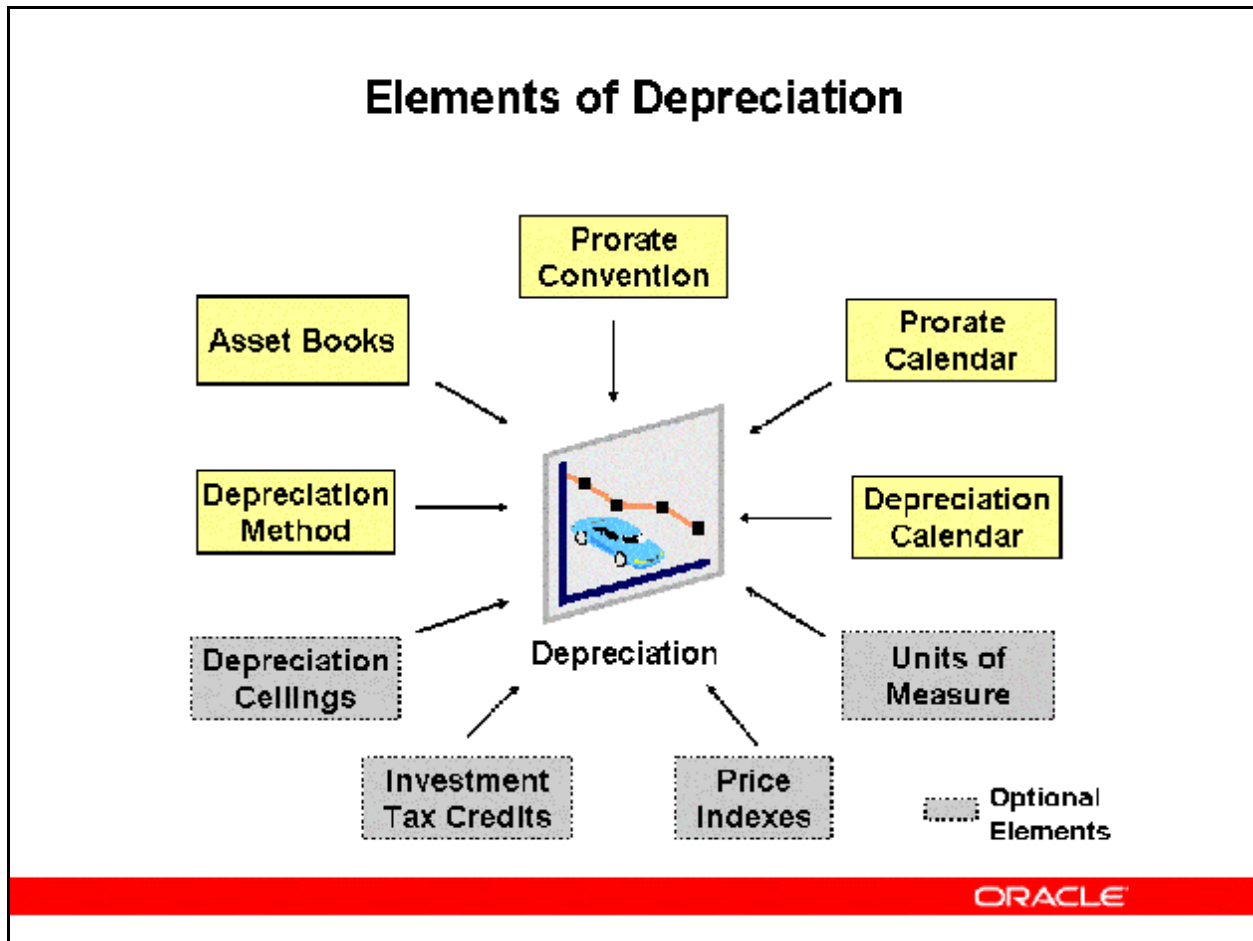 Elements of Depreciation
Prorate
Convention
Asset Books
Prorate
Calendar
Depreciation
Method
Depreciation
Calendar
Depreciation
Depreciation
Ceilings
Units of
Measure
Investment
Tax Credits
Price
Indexes
Optional
Elements
ORACLE